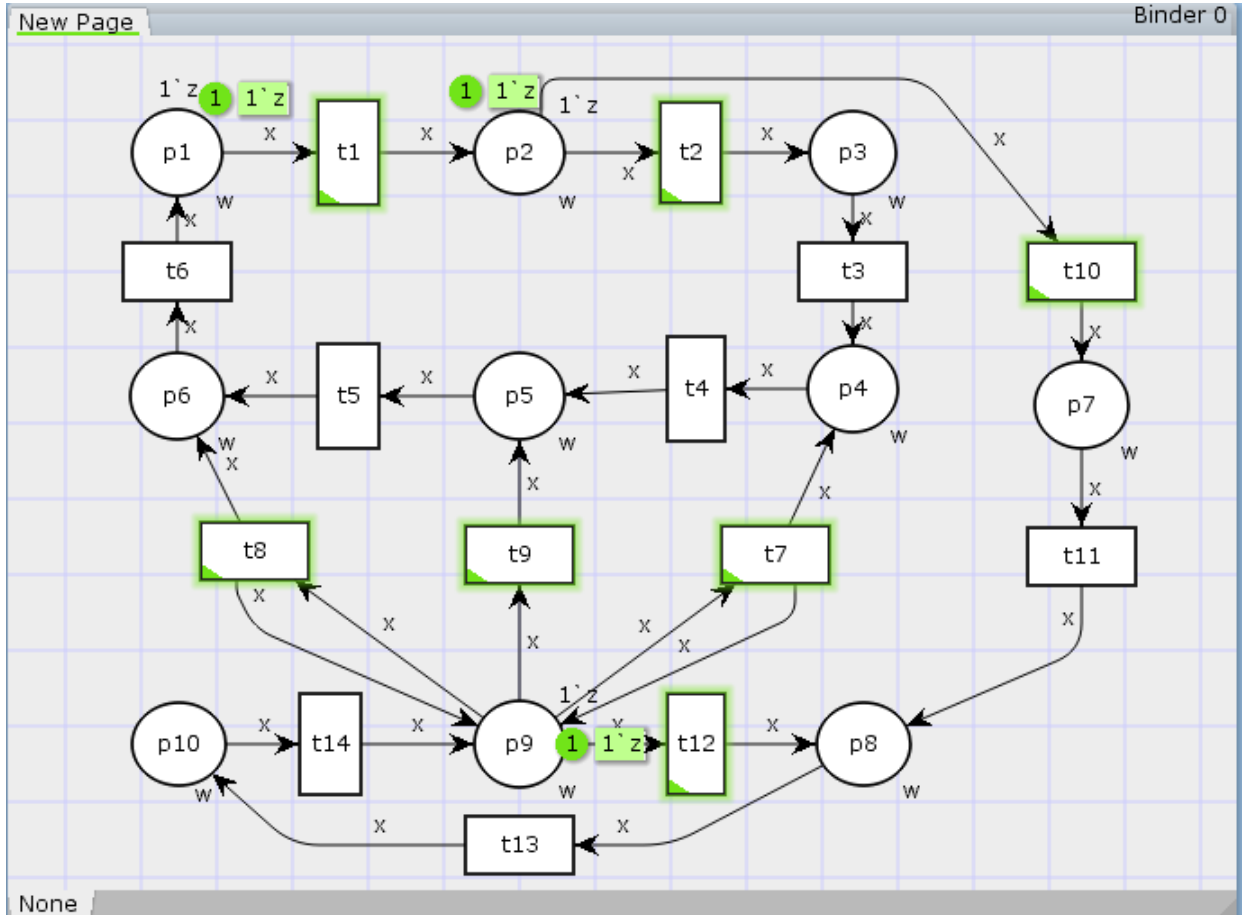 New Page
Binder 0
1`z 1 1`z
1 1`z
1`z
p1 x t1 x p2 x t2 x p3 x
w w w
x x
t6 t3 t10
x x x
p6 x t5 x p5 x t4 x p4 p7
w w w w
x x x x
t8 t9 t7 t11
x x x x x x
1`z
p10 x t14 x p9 x 1 1`z t12 x p8
w w w
x t13 x
None